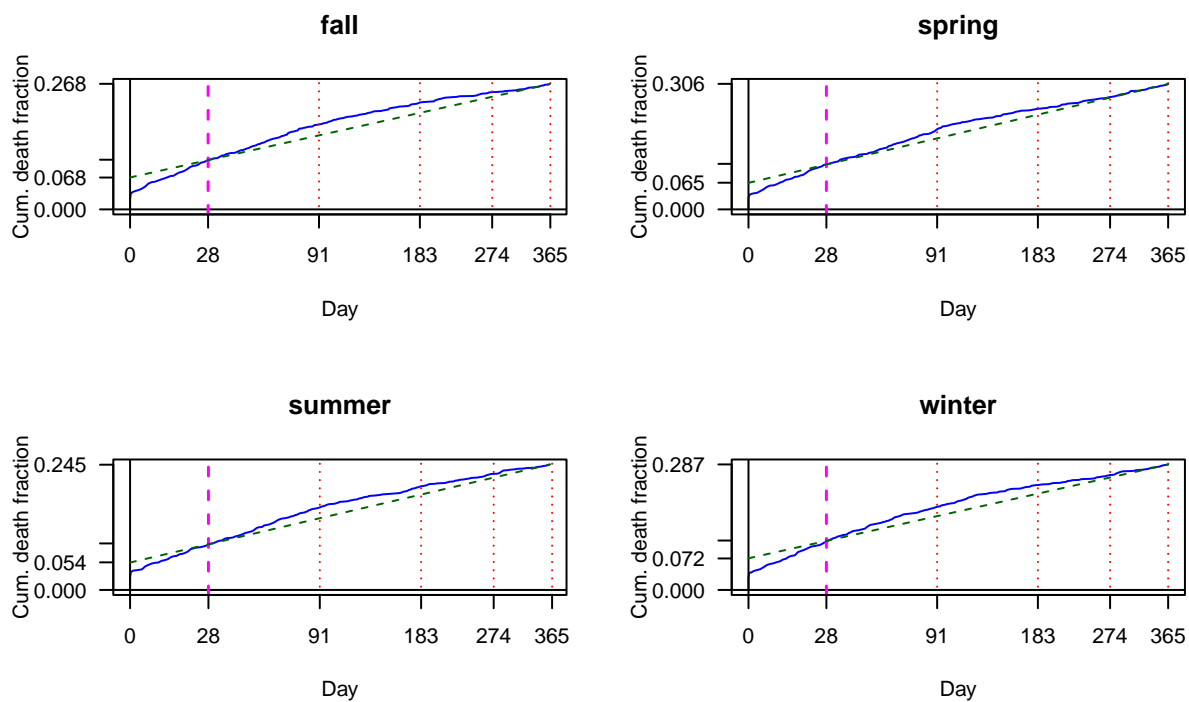 fall
Cum. death fraction
0.268
0.068
0.000
0 28 91 183 274 365
Day
spring
Cum. death fraction
0.306
0.065
0.000
0 28 91 183 274 365
Day
summer
Cum. death fraction
0.245
0.054
0.000
0 28 91 183 274 365
Day
winter
Cum. death fraction
0.287
0.072
0.000
0 28 91 183 274 365
Day